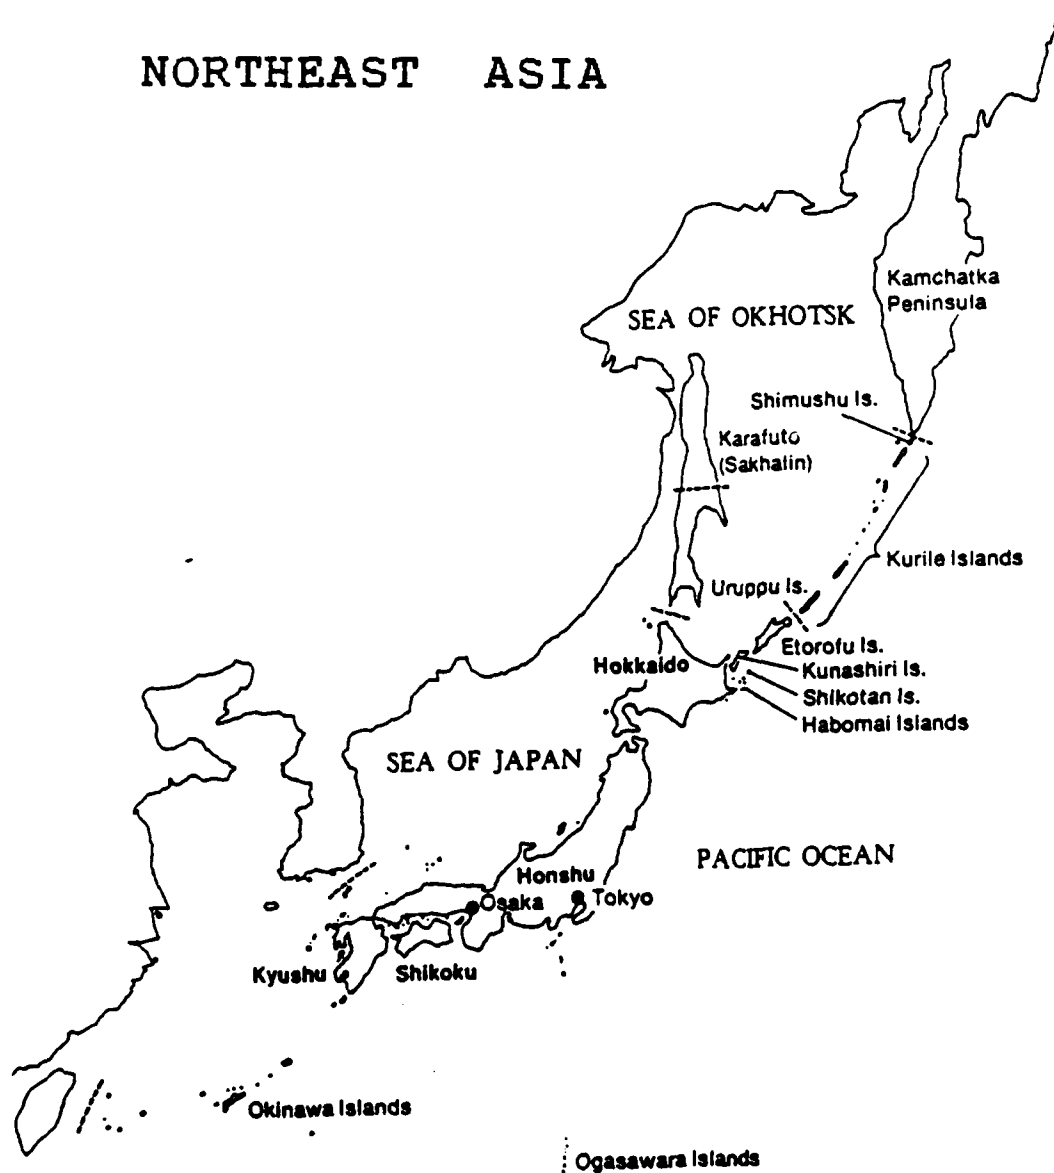 NORTHEAST ASIA
Kamchatka
Peninsula
SEA OF OKHOTSK
Shimushu Is.
Karafuto
(Sakhalin)
Kurile Islands
Uruppu Is.
Etorofu Is.
Hokkaido
Kunashiri Is.
Shikotan Is.
Habomai Islands
SEA OF JAPAN
PACIFIC OCEAN
Honshu
Osaka
Tokyo
Kyushu
Shikoku
Okinawa Islands
Ogasawara Islands